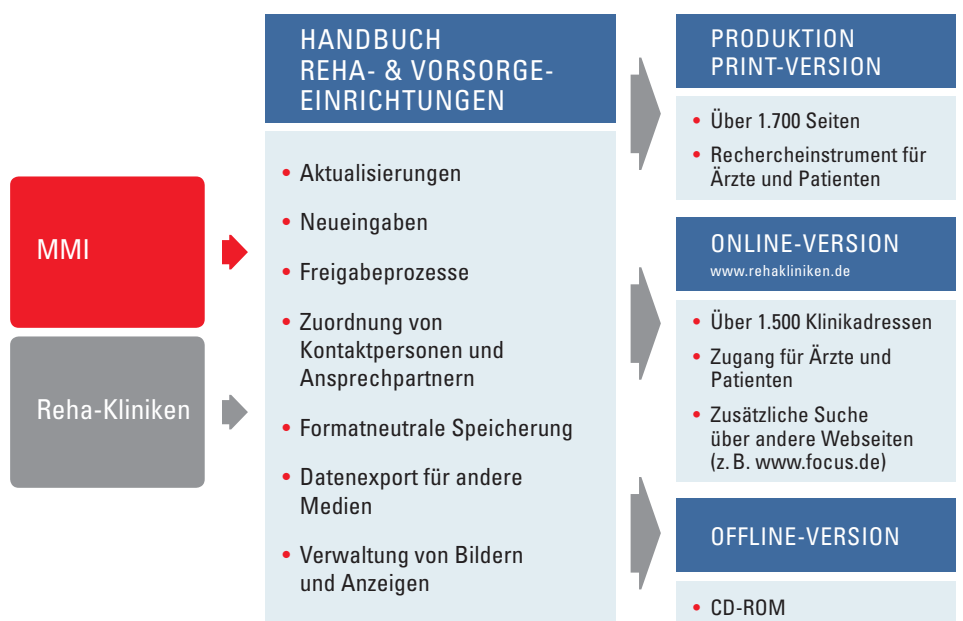 MMI
Reha-Kliniken
HANDBUCH
REHA- & VORSORGE-
EINRICHTUNGEN
• Aktualisierungen
• Neueingaben
• Freigabeprozesse
• Zuordnung von
Kontaktpersonen und
Ansprechpartnern
• Formatneutrale Speicherung
• Datenexport für andere
Medien
• Verwaltung von Bildern
und Anzeigen
PRODUKTION
PRINT-VERSION
• Über 1.700 Seiten
• Rechercheinstrument für
Ärzte und Patienten
ONLINE-VERSION
www.rehakliniken.de
• Über 1.500 Klinikadressen
• Zugang für Ärzte und
Patienten
• Zusätzliche Suche
über andere Webseiten
(z. B. www.focus.de)
OFFLINE-VERSION
• CD-ROM